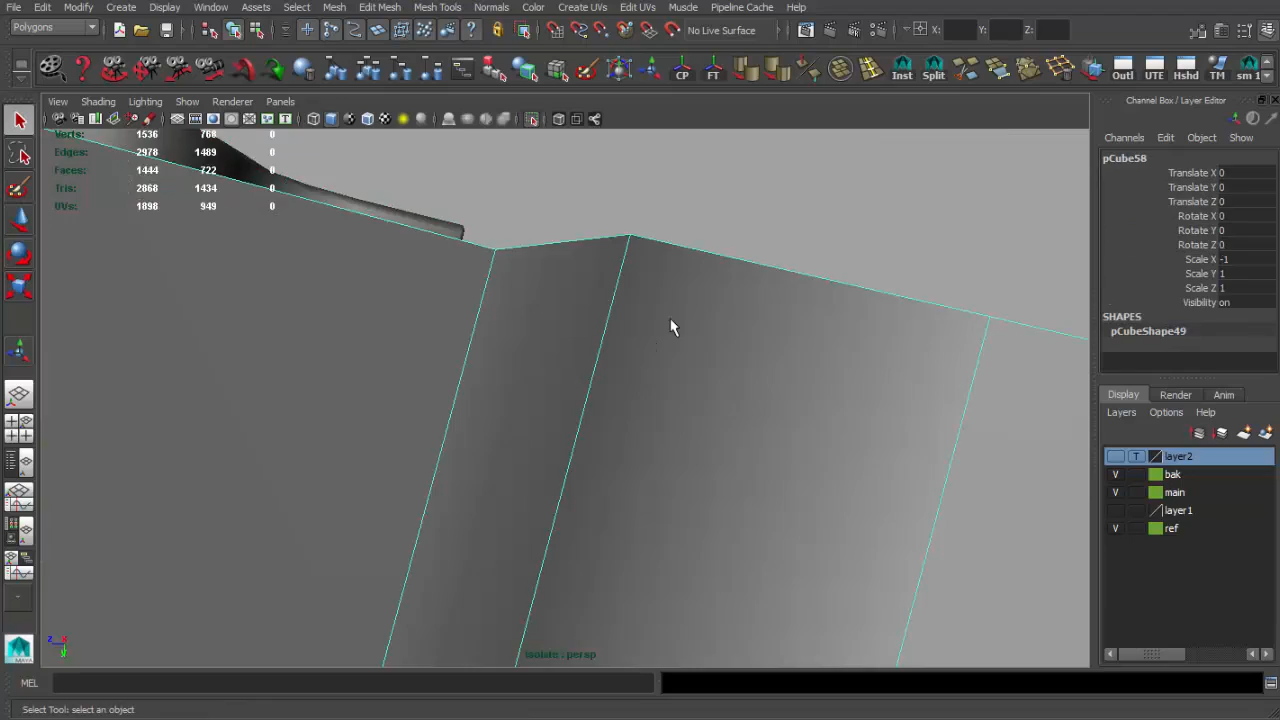 File Edit Modify Create Display Window Assets Select Mesh Edit Mesh Mesh Tools Normals Color Create UVs Edit UVs Muscle Pipeline Cache Help
Polygons No Live Surface X: Y: Z:
CP FT Inst Split Outl UTE Hshd TM sm 1
View Shading Lighting Show Renderer Panels
Channel Box / Layer Editor
Channels Edit Object Show
Verts: 1536 768 0
Edges: 2978 1489 0
Faces: 1444 722 0
Tris: 2868 1434 0
UVs: 1898 949 0
pCube58
Translate X 0
Translate Y 0
Translate Z 0
Rotate X 0
Rotate Y 0
Rotate Z 0
Scale X -1
Scale Y 1
Scale Z 1
Visibility on
SHAPES
pCubeShape49
Display Render Anim
Layers Options Help
T layer2
V bak
V main
layer1
V ref
z x
y
Isolate : persp
MAYA
MEL
Select Tool: select an object